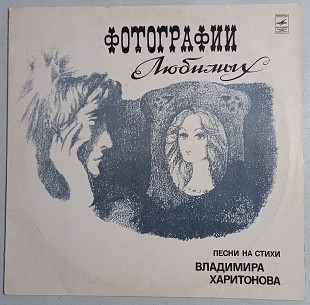 ФОТОГРАФИИ
Любимых
ПЕСНИ НА СТИХИ
ВЛАДИМИРА
ХАРИТОНОВА